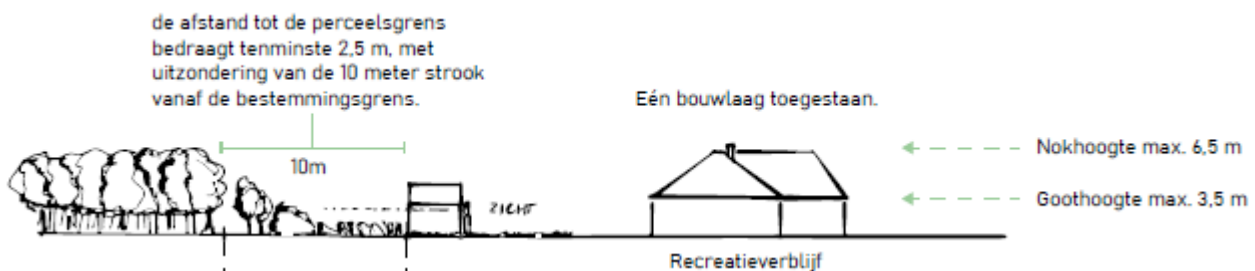 de afstand tot de perceelsgrens
bedraagt tenminste 2,5 m, met
uitzondering van de 10 meter strook
vanaf de bestemmingsgrens.
Eén bouwlaag toegestaan.
10m
Nokhoogte max. 6,5 m
Goothoogte max. 3,5 m
ZICHT
Recreatieverblijf